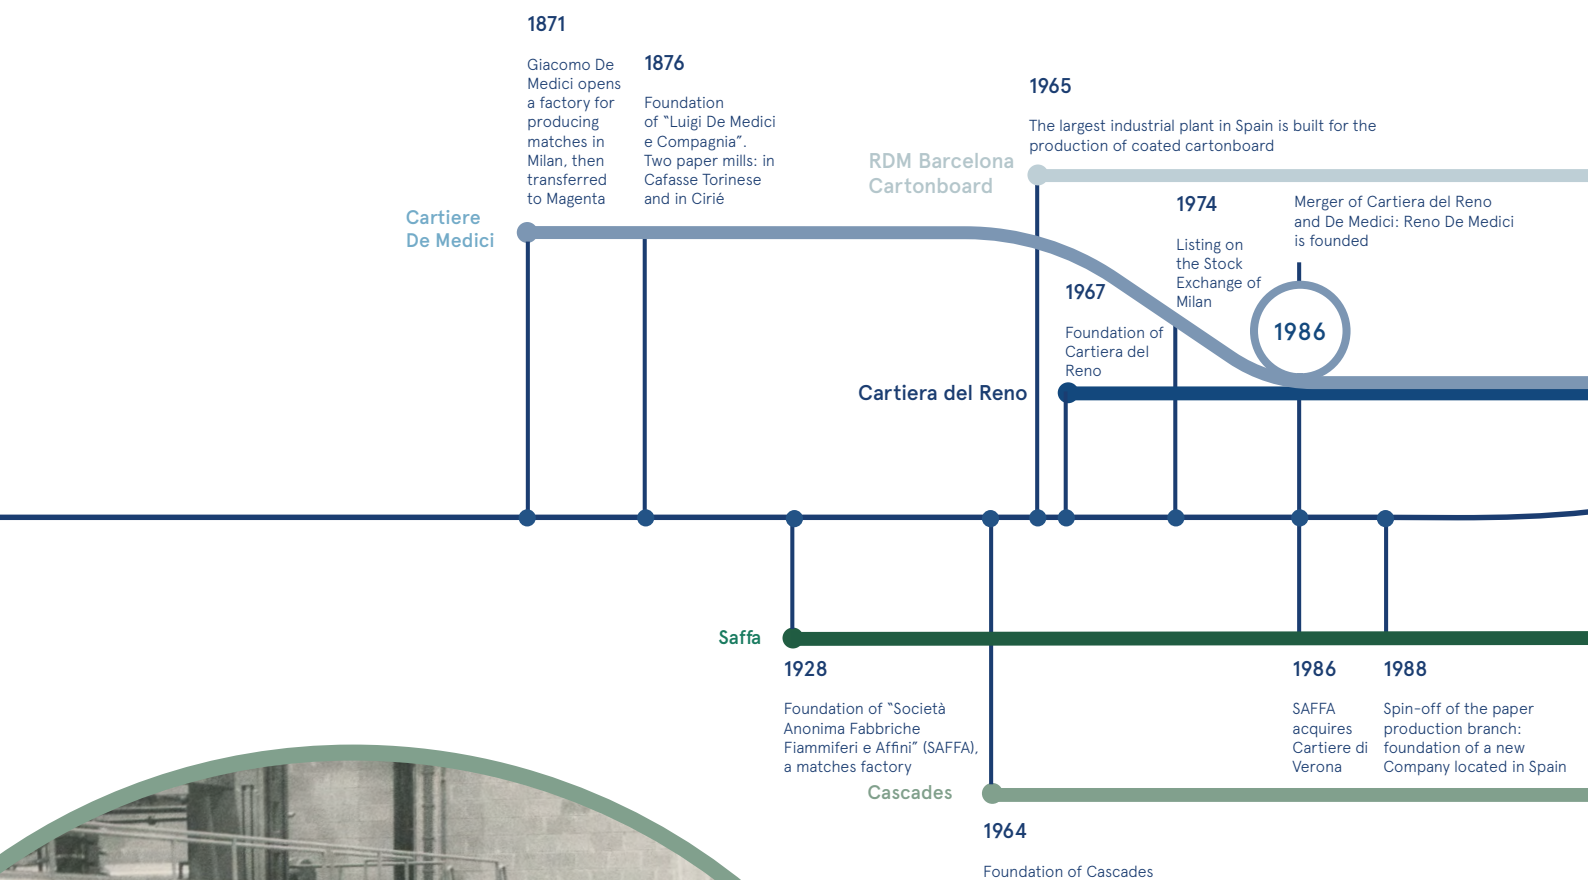 1871
Giacomo De
Medici opens
a factory for
producing
matches in
Milan, then
transferred
to Magenta
1876
Foundation
of “Luigi De Medici
e Compagnia”.
Two paper mills: in
Cafasse Torinese
and in Cirié
Cartiere
De Medici
1965
The largest industrial plant in Spain is built for the
production of coated cartonboard
RDM Barcelona
Cartonboard
1974
Listing on
the Stock
Exchange of
Milan
Merger of Cartiera del Reno
and De Medici: Reno De Medici
is founded
1986
1967
Foundation of
Cartiera del
Reno
Cartiera del Reno
Saffa
1928
Foundation of “Società
Anonima Fabbriche
Fiammiferi e Affini” (SAFFA),
a matches factory
1986
SAFFA
acquires
Cartiere di
Verona
1988
Spin-off of the paper
production branch:
foundation of a new
Company located in Spain
Cascades
1964
Foundation of Cascades